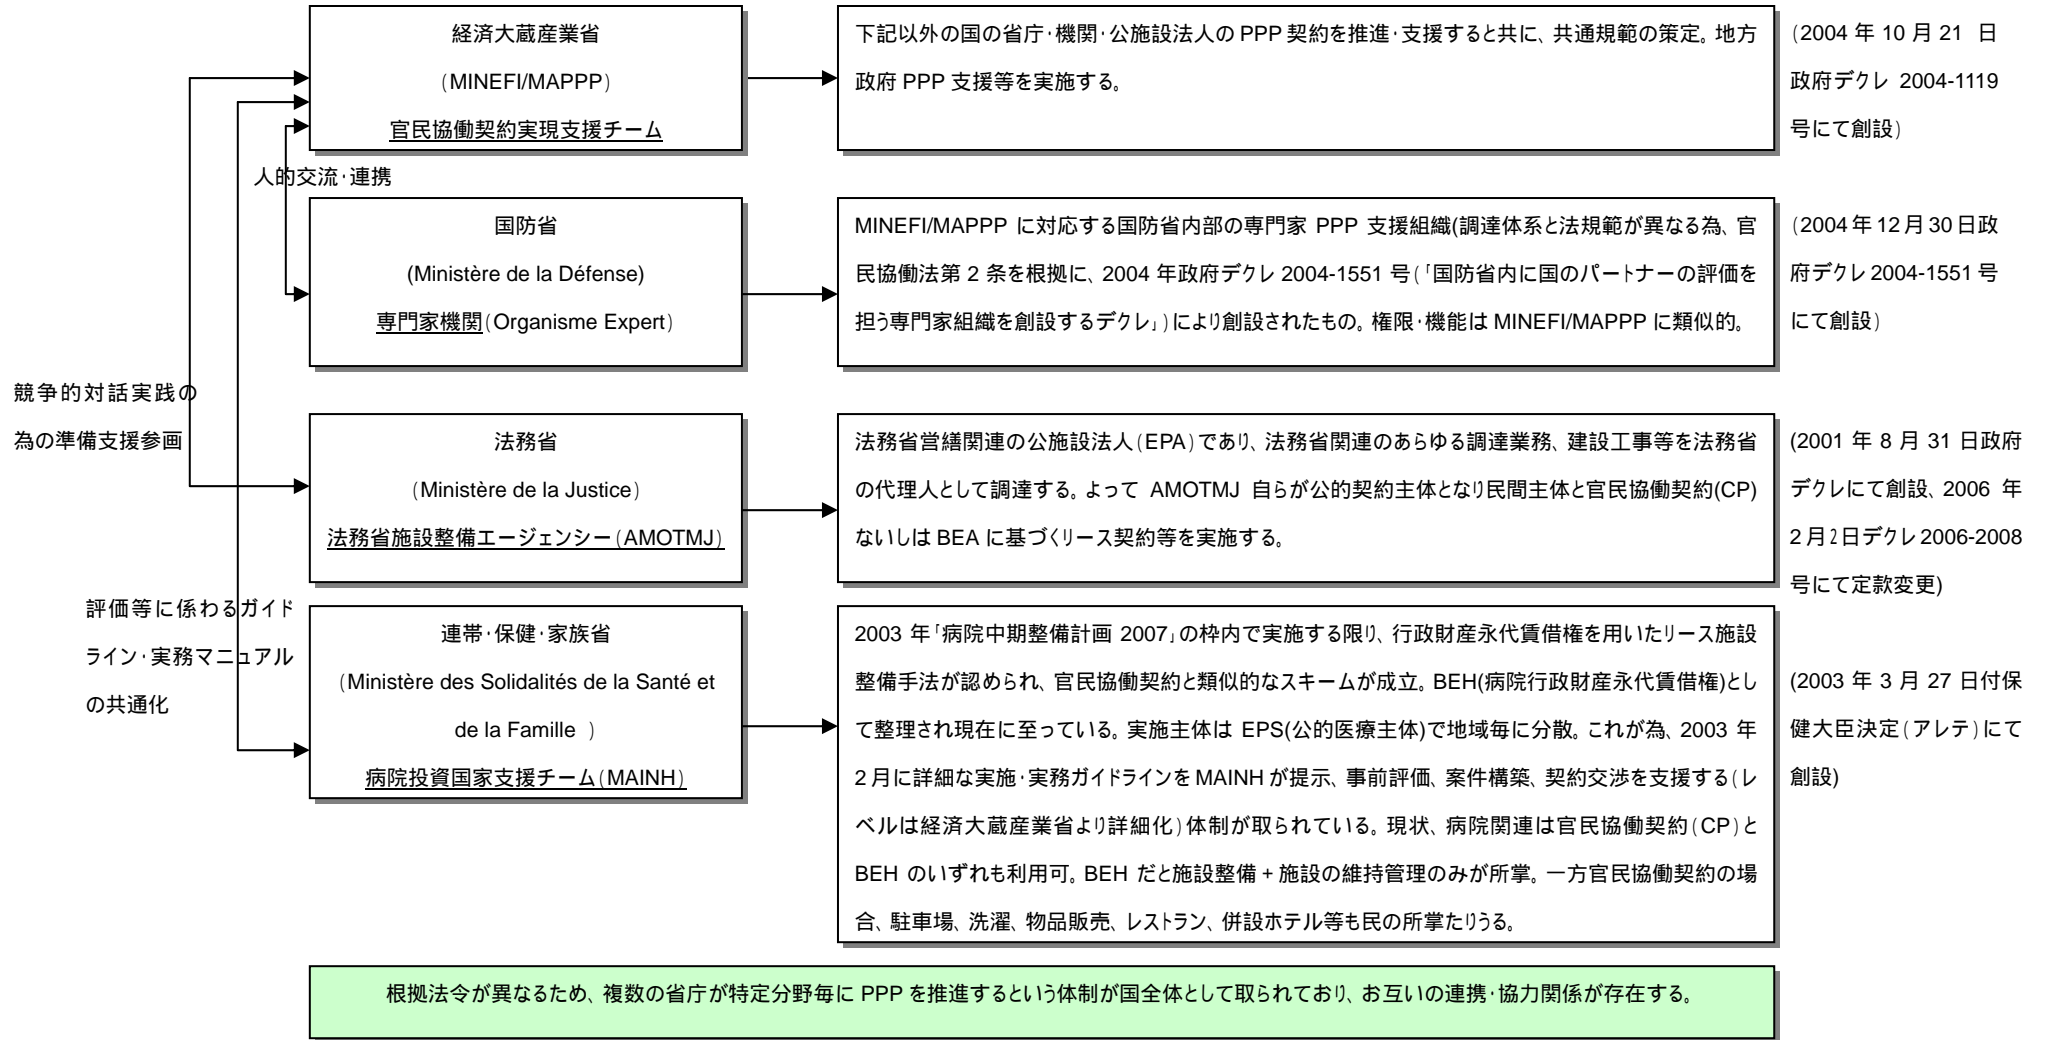 経済大蔵産業省
（MINEFI/MAPPP）
官民協働契約実現支援チーム
下記以外の国の省庁・機関・公施設法人の PPP 契約を推進・支援すると共に、共通規範の策定。地方
政府 PPP 支援等を実施する。
（2004 年 10 月 21 日
政府デクレ 2004-1119
号にて創設）
人的交流・連携
国防省
(Ministère de la Défense)
専門家機関（Organisme Expert）
MINEFI/MAPPP に対応する国防省内部の専門家 PPP 支援組織(調達体系と法規範が異なる為、官
民協働法第 2 条を根拠に、2004 年政府デクレ 2004-1551 号（「国防省内に国のパートナーの評価を
担う専門家組織を創設するデクレ」）により創設されたもの。権限・機能は MINEFI/MAPPP に類似的。
（2004 年 12 月 30 日政
府デクレ 2004-1551 号
にて創設）
競争的対話実践の
為の準備支援参画
法務省
（Ministère de la Justice）
法務省施設整備エージェンシー（AMOTMJ）
法務省営繕関連の公施設法人（EPA）であり、法務省関連のあらゆる調達業務、建設工事等を法務省
の代理人として調達する。よって AMOTMJ 自らが公的契約主体となり民間主体と官民協働契約(CP)
ないしは BEA に基づくリース契約等を実施する。
(2001 年 8 月 31 日政府
デクレにて創設、2006 年
2 月 2 日デクレ 2006-2008
号にて定款変更)
評価等に係わるガイド
ライン・実務マニュアル
の共通化
連帯・保健・家族省
（Ministère des Solidalités de la Santé et
de la Famille ）
病院投資国家支援チーム（MAINH）
2003 年「病院中期整備計画 2007」の枠内で実施する限り、行政財産永代賃借権を用いたリース施設
整備手法が認められ、官民協働契約と類似的なスキームが成立。BEH(病院行政財産永代賃借権)とし
て整理され現在に至っている。実施主体は EPS(公的医療主体)で地域毎に分散。これが為、2003 年
2 月に詳細な実施・実務ガイドラインを MAINH が提示、事前評価、案件構築、契約交渉を支援する（レ
ベルは経済大蔵産業省より詳細化）体制が取られている。現状、病院関連は官民協働契約（CP）と
BEH のいずれも利用可。BEH だと施設整備＋施設の維持管理のみが所掌。一方官民協働契約の場
合、駐車場、洗濯、物品販売、レストラン、併設ホテル等も民の所掌たりうる。
(2003 年 3 月 27 日付保
健大臣決定（アレテ）にて
創設)
根拠法令が異なるため、複数の省庁が特定分野毎に PPP を推進するという体制が国全体として取られており、お互いの連携・協力関係が存在する。